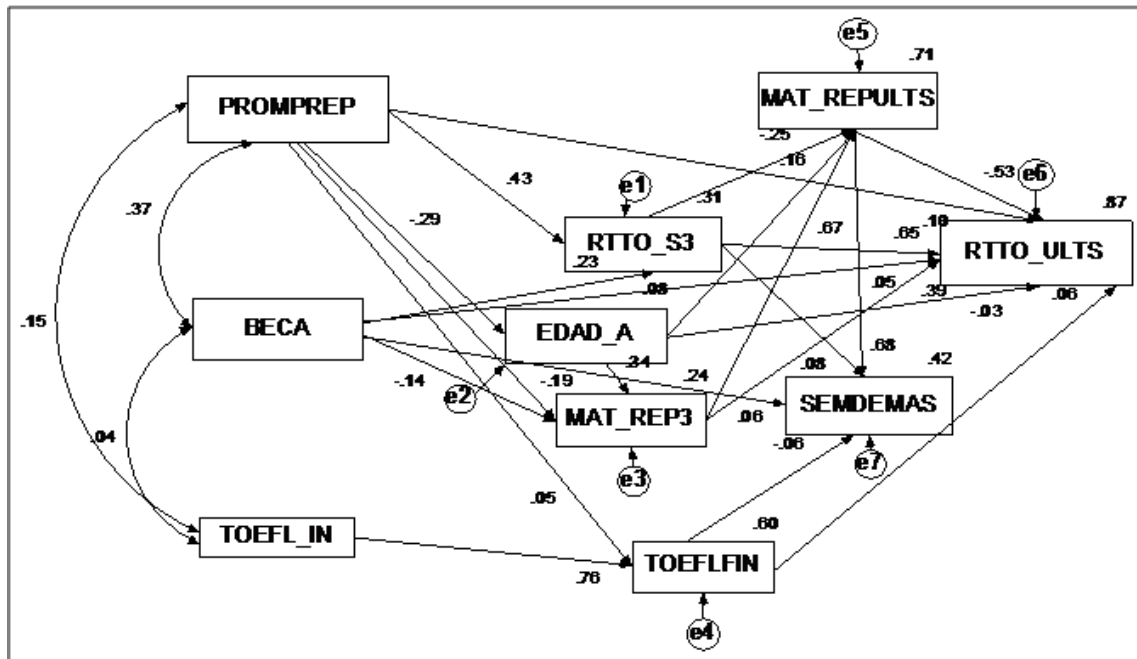 e5
.71
MAT_REPULTS
PROMPREP
-.25
.16
.43
e1
-.53
e6
.37
.31
-.29
.67
.87
RTTO_S3
.65
-.10
RTTO_ULTS
.23
.08
.05
.39
.06
.15
BECA
EDAD_A
-.03
.34
.68
.42
-.14
e2
-.19
.24
.08
SEMDEMAS
MAT_REP3
.06
.04
-.06
e7
e3
.05
TOEFL_IN
.60
.76
TOEFLFIN
e4